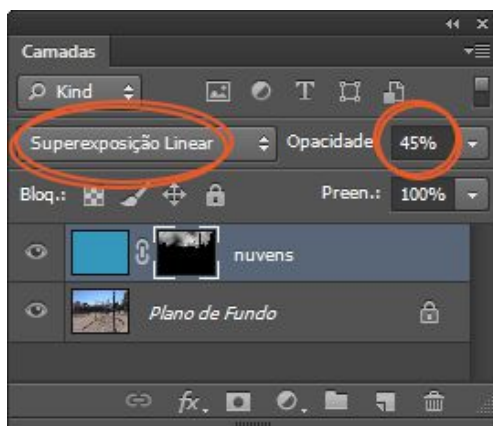 Camadas
Kind
Superexposição Linear Opacidade 45%
Bloq.: Preen.: 100%
nuvens
Plano de Fundo
fx.